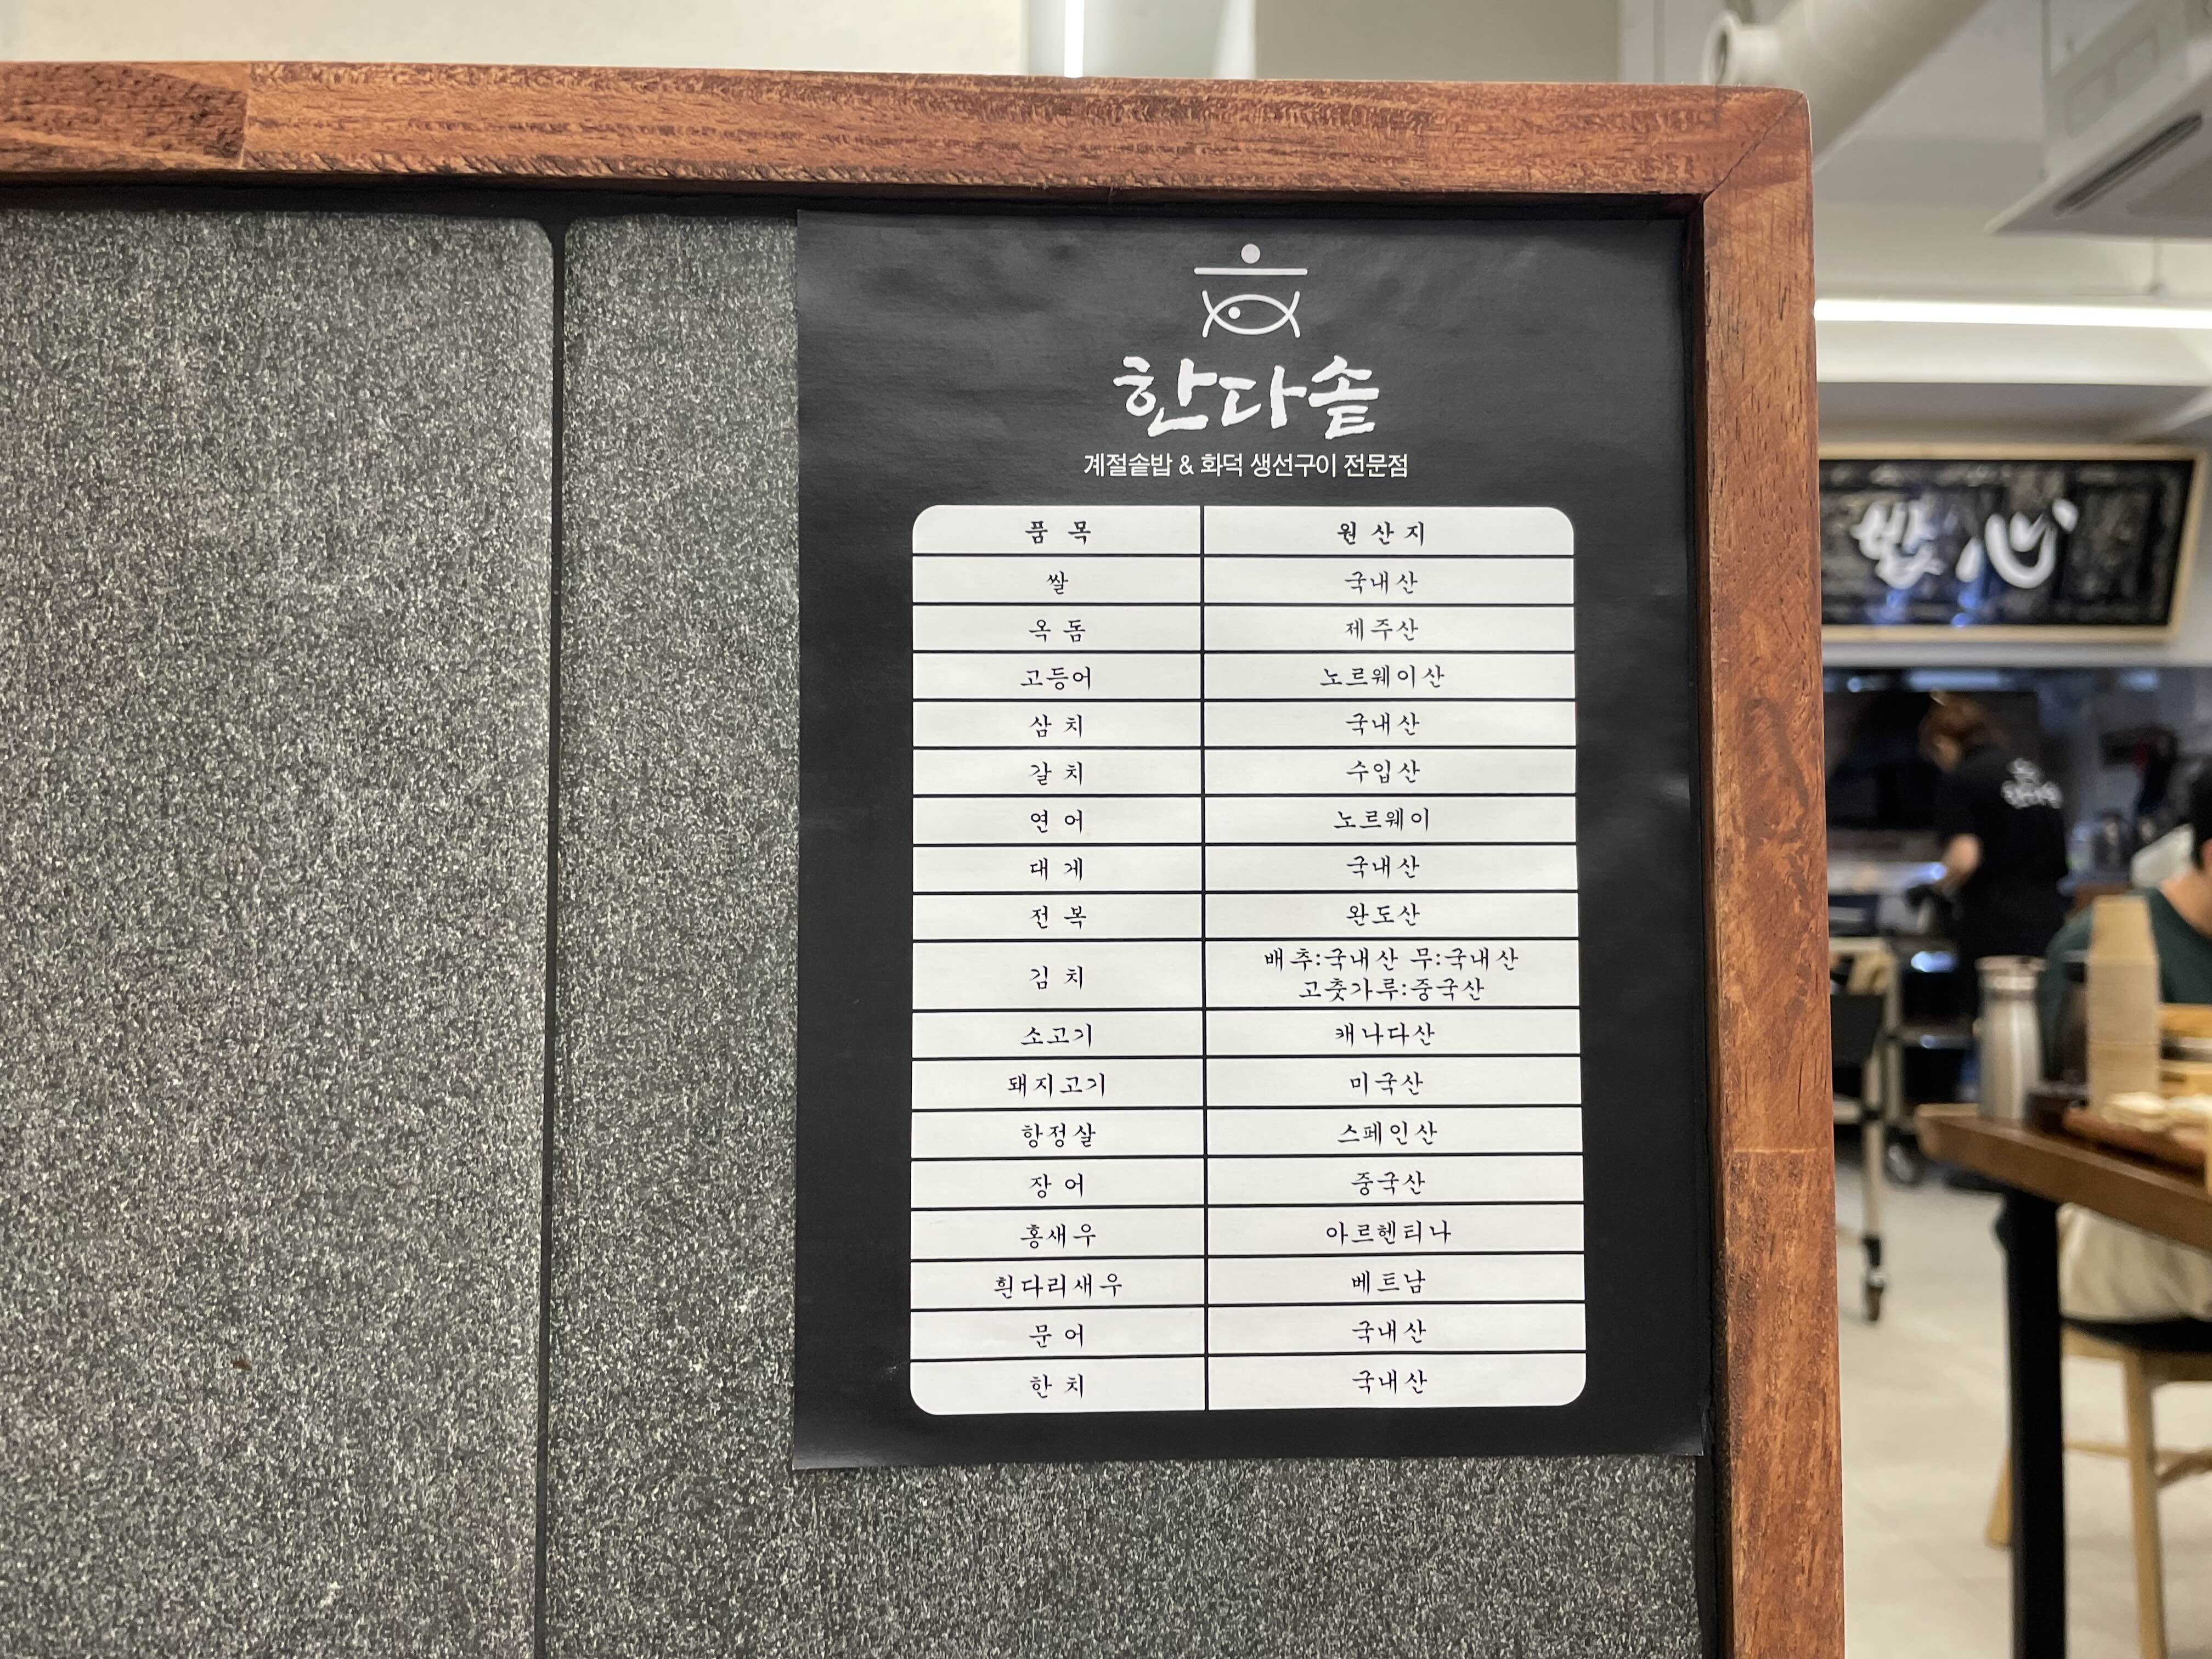 한다솥
계절솥밥 & 화덕 생선구이 전문점
품 목 원 산 지
쌀 국내산
옥 돔 제주산
고등어 노르웨이산
삼 치 국내산
갈 치 수입산
연 어 노르웨이
대 게 국내산
전 복 완도산
김 치 배추:국내산 무:국내산
고춧가루:중국산
소고기 캐나다산
돼지고기 미국산
항정살 스페인산
장 어 중국산
홍새우 아르헨티나
흰다리새우 베트남
문 어 국내산
한 치 국내산
밥心